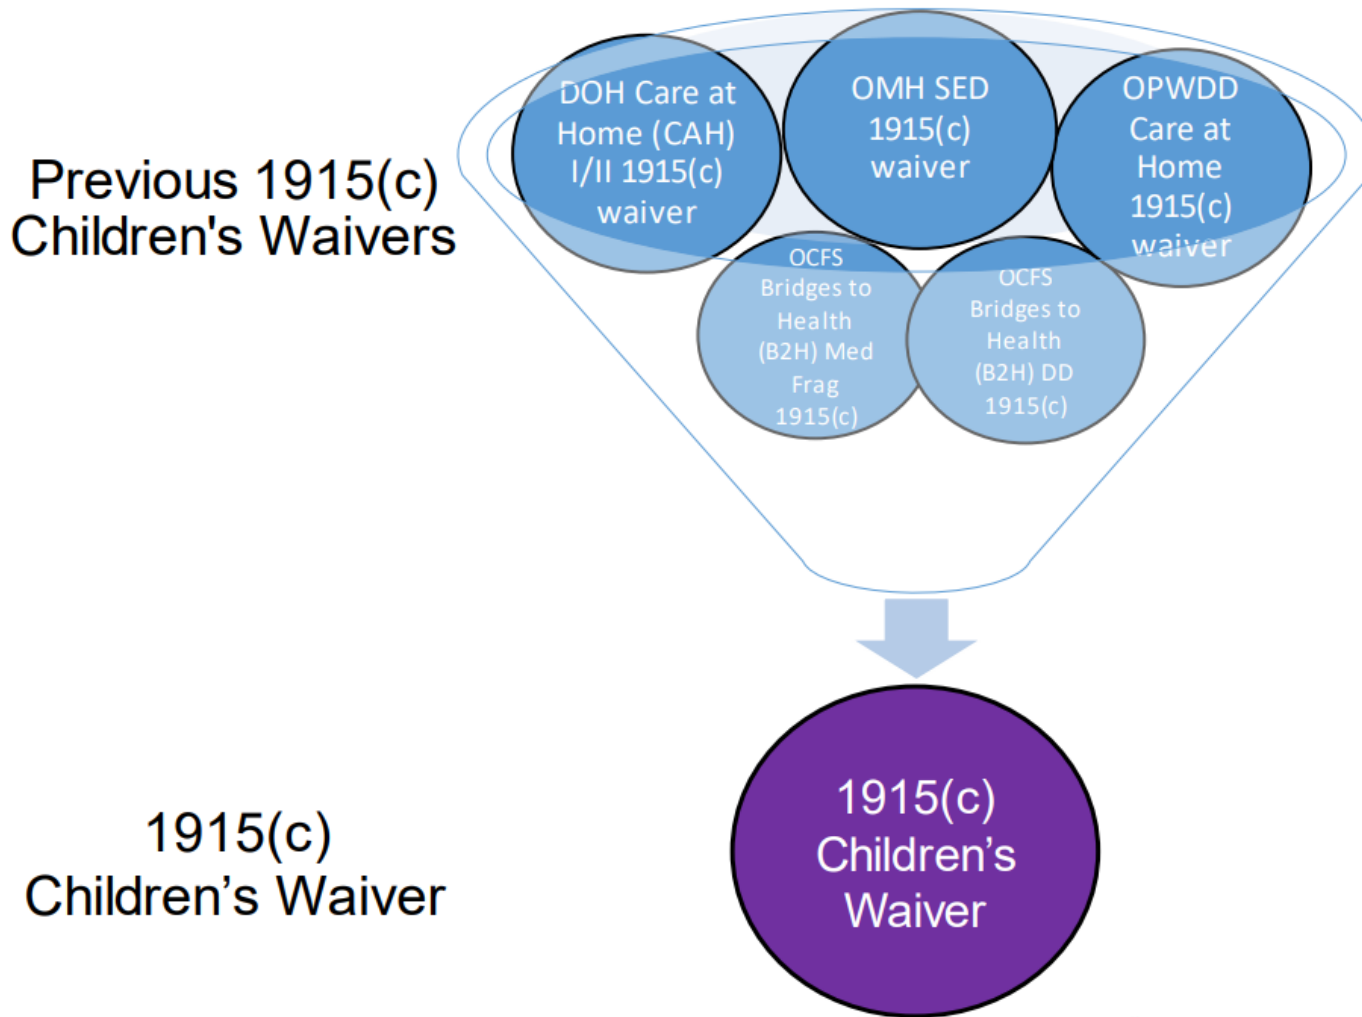 Previous 1915(c)
Children's Waivers
DOH Care at
Home (CAH)
I/II 1915(c)
waiver
OMH SED
1915(c)
waiver
OPWDD
Care at
Home
1915(c)
waiver
OCFS
Bridges to
Health
(B2H) Med
Frag
1915(c)
OCFS
Bridges to
Health
(B2H) DD
1915(c)
1915(c)
Children’s Waiver
1915(c)
Children’s
Waiver